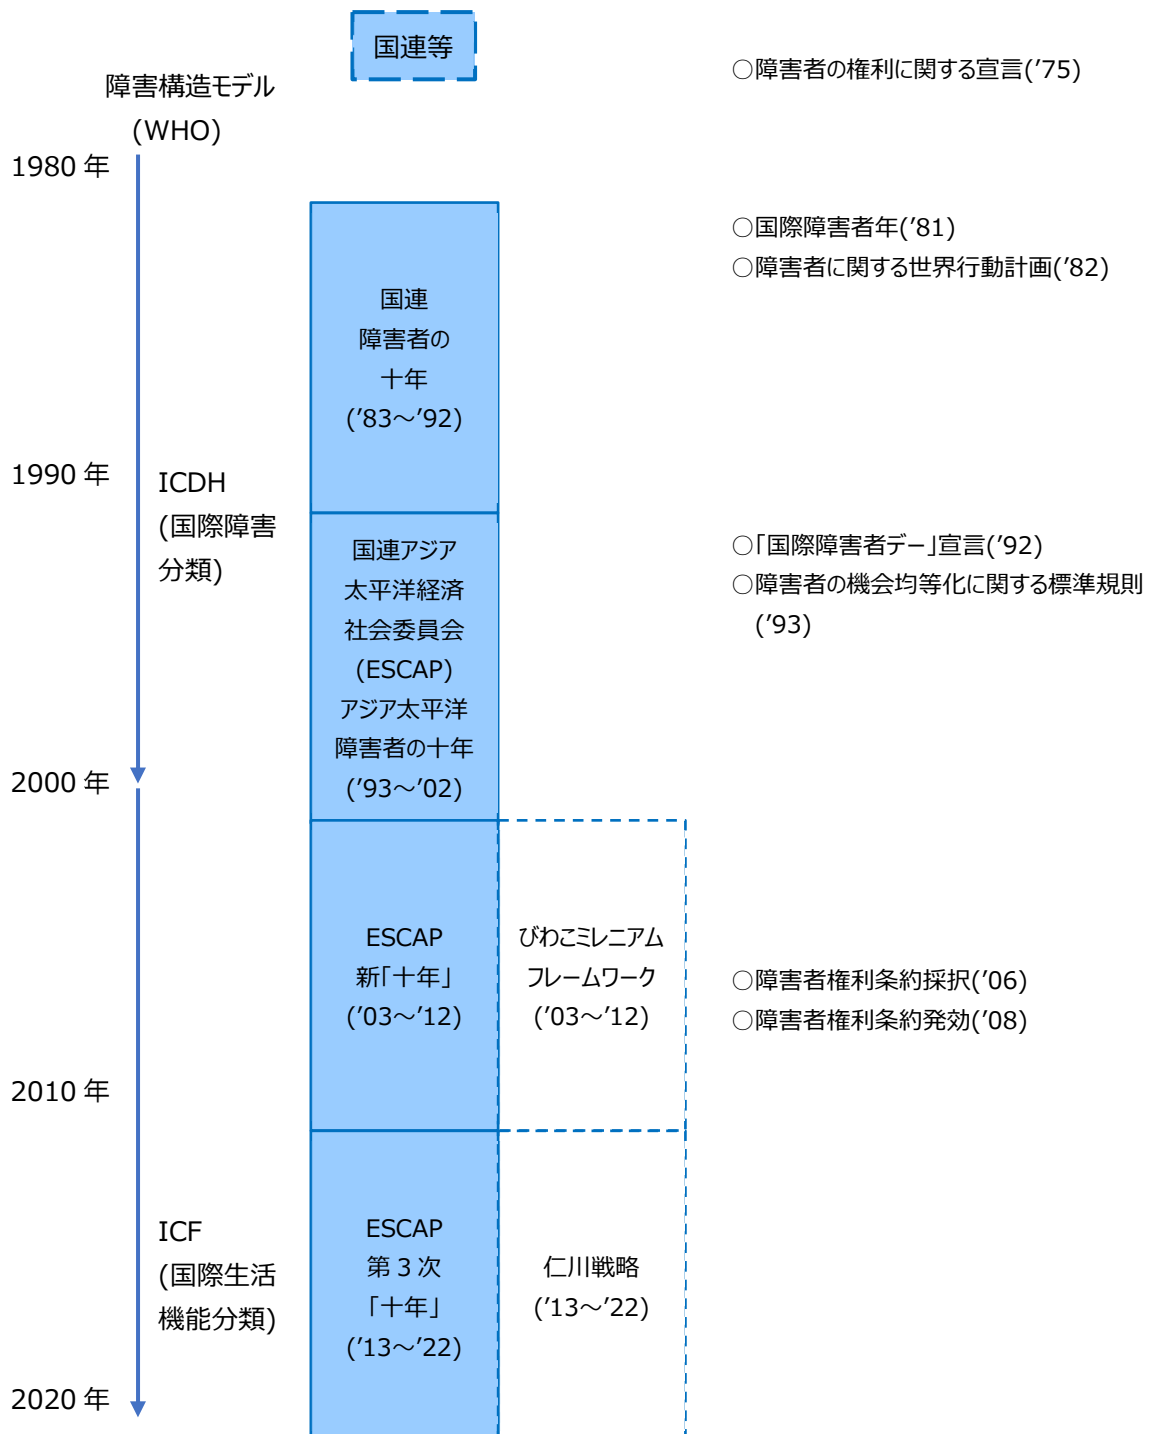 国連等
○障害者の権利に関する宣言('75)
障害構造モデル
(WHO)
1980 年
○国際障害者年('81)
○障害者に関する世界行動計画('82)
国連
障害者の
十年
('83～'92)
1990 年
ICDH
(国際障害
分類)
国連アジア
太平洋経済
社会委員会
(ESCAP)
アジア太平洋
障害者の十年
('93～'02)
○「国際障害者デー」宣言('92)
○障害者の機会均等化に関する標準規則
('93)
2000 年
ESCAP
新「十年」
('03～'12)
びわこミレニアム
フレームワーク
('03～'12)
○障害者権利条約採択('06)
○障害者権利条約発効('08)
2010 年
ICF
(国際生活
機能分類)
ESCAP
第 3 次
「十年」
('13～'22)
仁川戦略
('13～'22)
2020 年